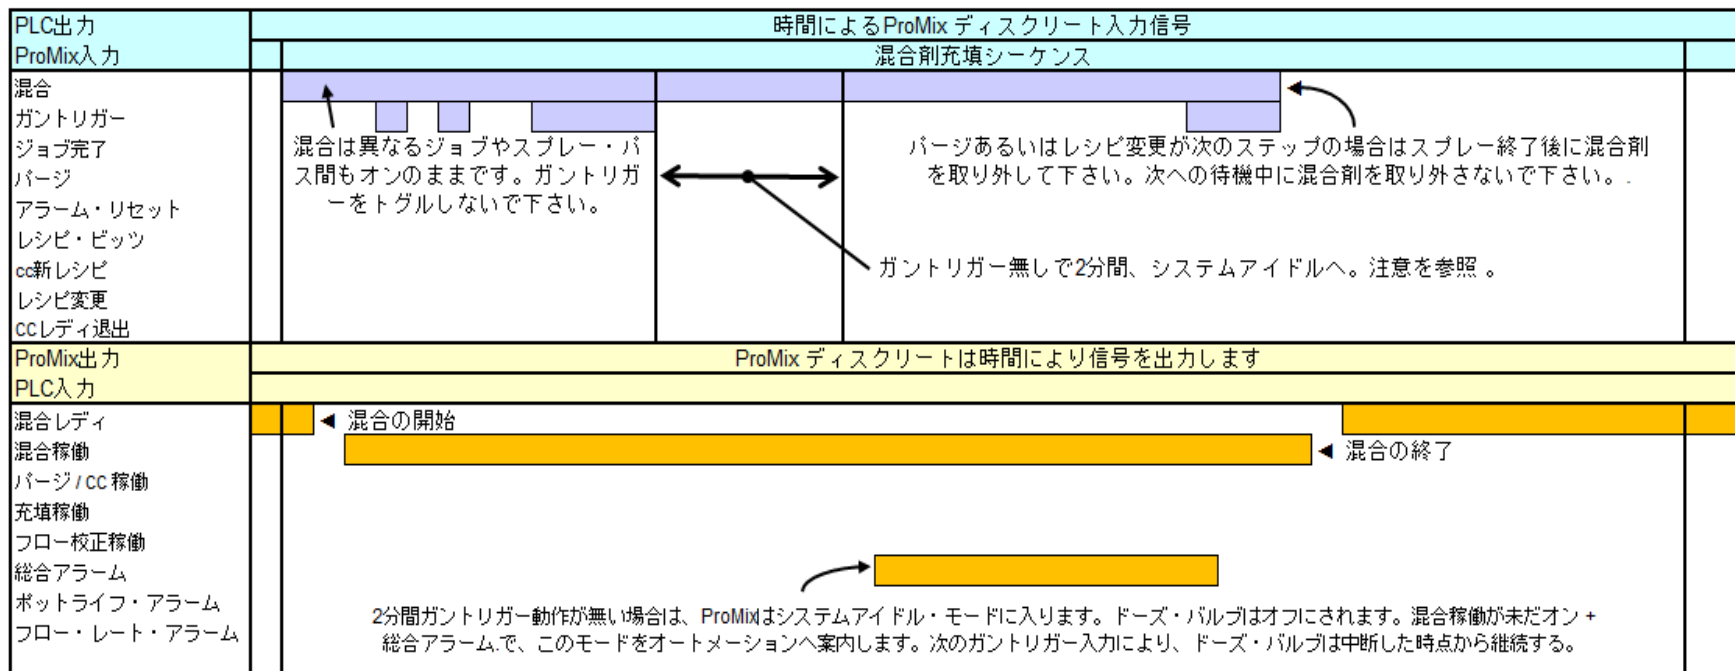 PLC出力
時間によるProMix ディスクリート入力信号
ProMix入力
混合剤充填シーケンス
混合
ガントリガー
ジョブ完了
パージ
アラーム・リセット
レシピ・ビッツ
cc新レシピ
レシピ変更
CCレディ退出
混合は異なるジョブやスプレー・パ
ス間もオンのままです。ガントリガ
ーをトグルしないで下さい。
パージあるいはレシピ変更が次のステップの場合はスプレー終了後に混合剤
を取り外して下さい。次への待機中に混合剤を取り外さないで下さい。.
ガントリガー無しで2分間、システムアイドルへ。注意を参照 。
ProMix出力
ProMix ディスクリートは時間により信号を出力します
PLC入力
混合レディ
混合の開始
混合稼働
混合の終了
パージ / CC 稼働
充填稼働
フロー校正稼働
総合アラーム
ポットライフ・アラーム
フロー・レート・アラーム
2分間ガントリガー動作が無い場合は、ProMixはシステムアイドル・モードに入ります。ドーズ・バルブはオフにされます。混合稼働が未だオン +
総合アラーム.で、このモードをオートメーションへ案内します。次のガントリガー入力により、ドーズ・バルブは中断した時点から継続する。